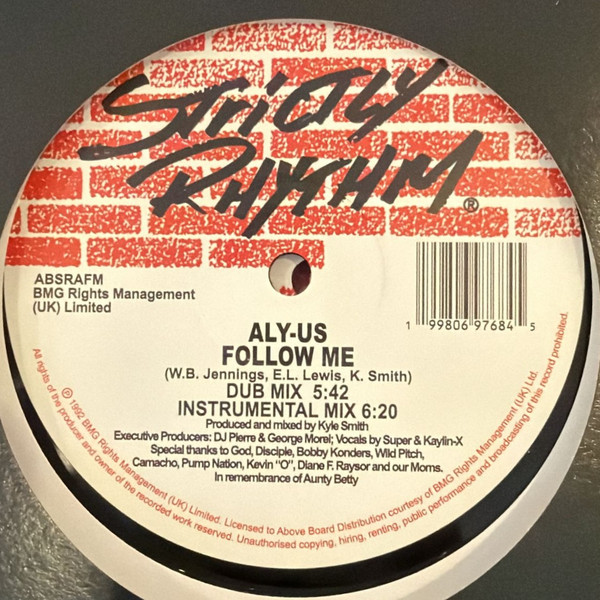 STRICTLY
RHYTHM®
ABSRAFM
BMG Rights Management
(UK) Limited
1 99806 97684 5
ALY-US
FOLLOW ME
(W.B. Jennings, E.L. Lewis, K. Smith)
DUB MIX 5:42
INSTRUMENTAL MIX 6:20
Produced and mixed by Kyle Smith
Executive Producers: DJ Pierre & George Morel; Vocals by Super & Kaylin-X
Special thanks to God, Disciple, Bobby Konders, Wild Pitch,
Camacho, Pump Nation, Kevin "O", Diane F. Raysor and our Moms.
In remembrance of Aunty Betty
℗ 1992 BMG Rights Management (UK) Limited. Licensed to Above Board Distribution courtesy of BMG Rights Management (UK) Ltd.
All rights of the producer and owner of the recorded work reserved. Unauthorised copying, hiring, renting, public performance and broadcasting of this record prohibited.